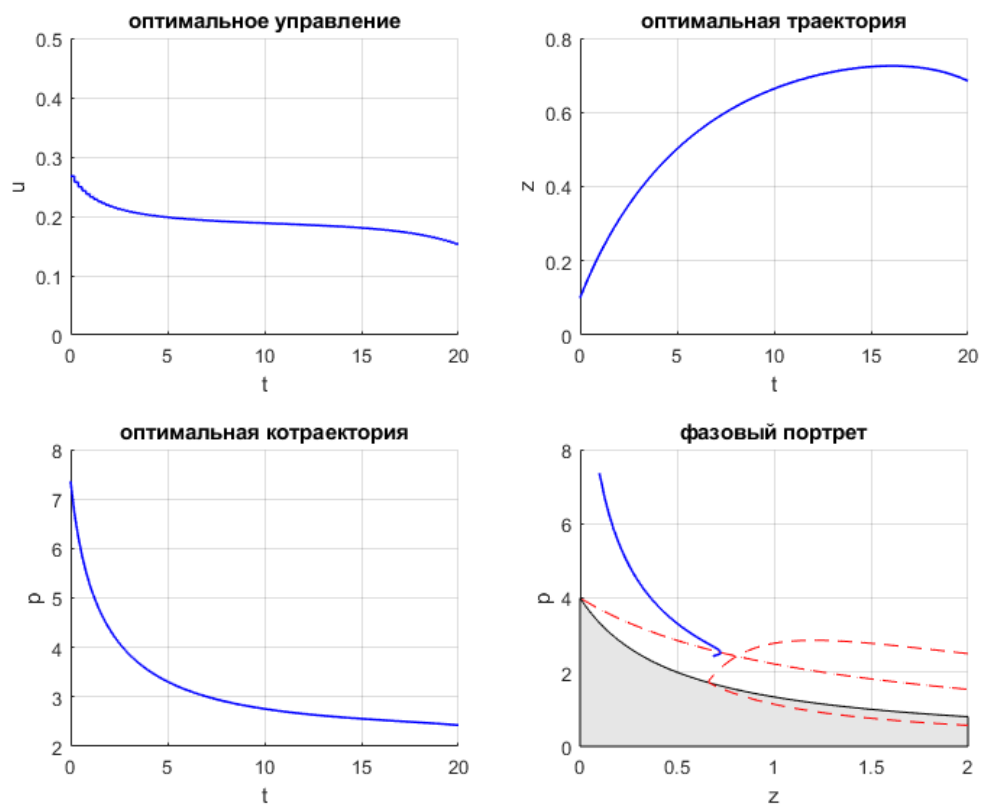 оптимальное управление
0.5
0.4
0.3
0.2
0.1
0
u
0 5 10 15 20
t
оптимальная траектория
0.8
0.6
0.4
0.2
0
z
0 5 10 15 20
t
оптимальная котраектория
8
7
6
5
4
3
2
p
0 5 10 15 20
t
фазовый портрет
8
6
4
2
0
p
0 0.5 1 1.5 2
z